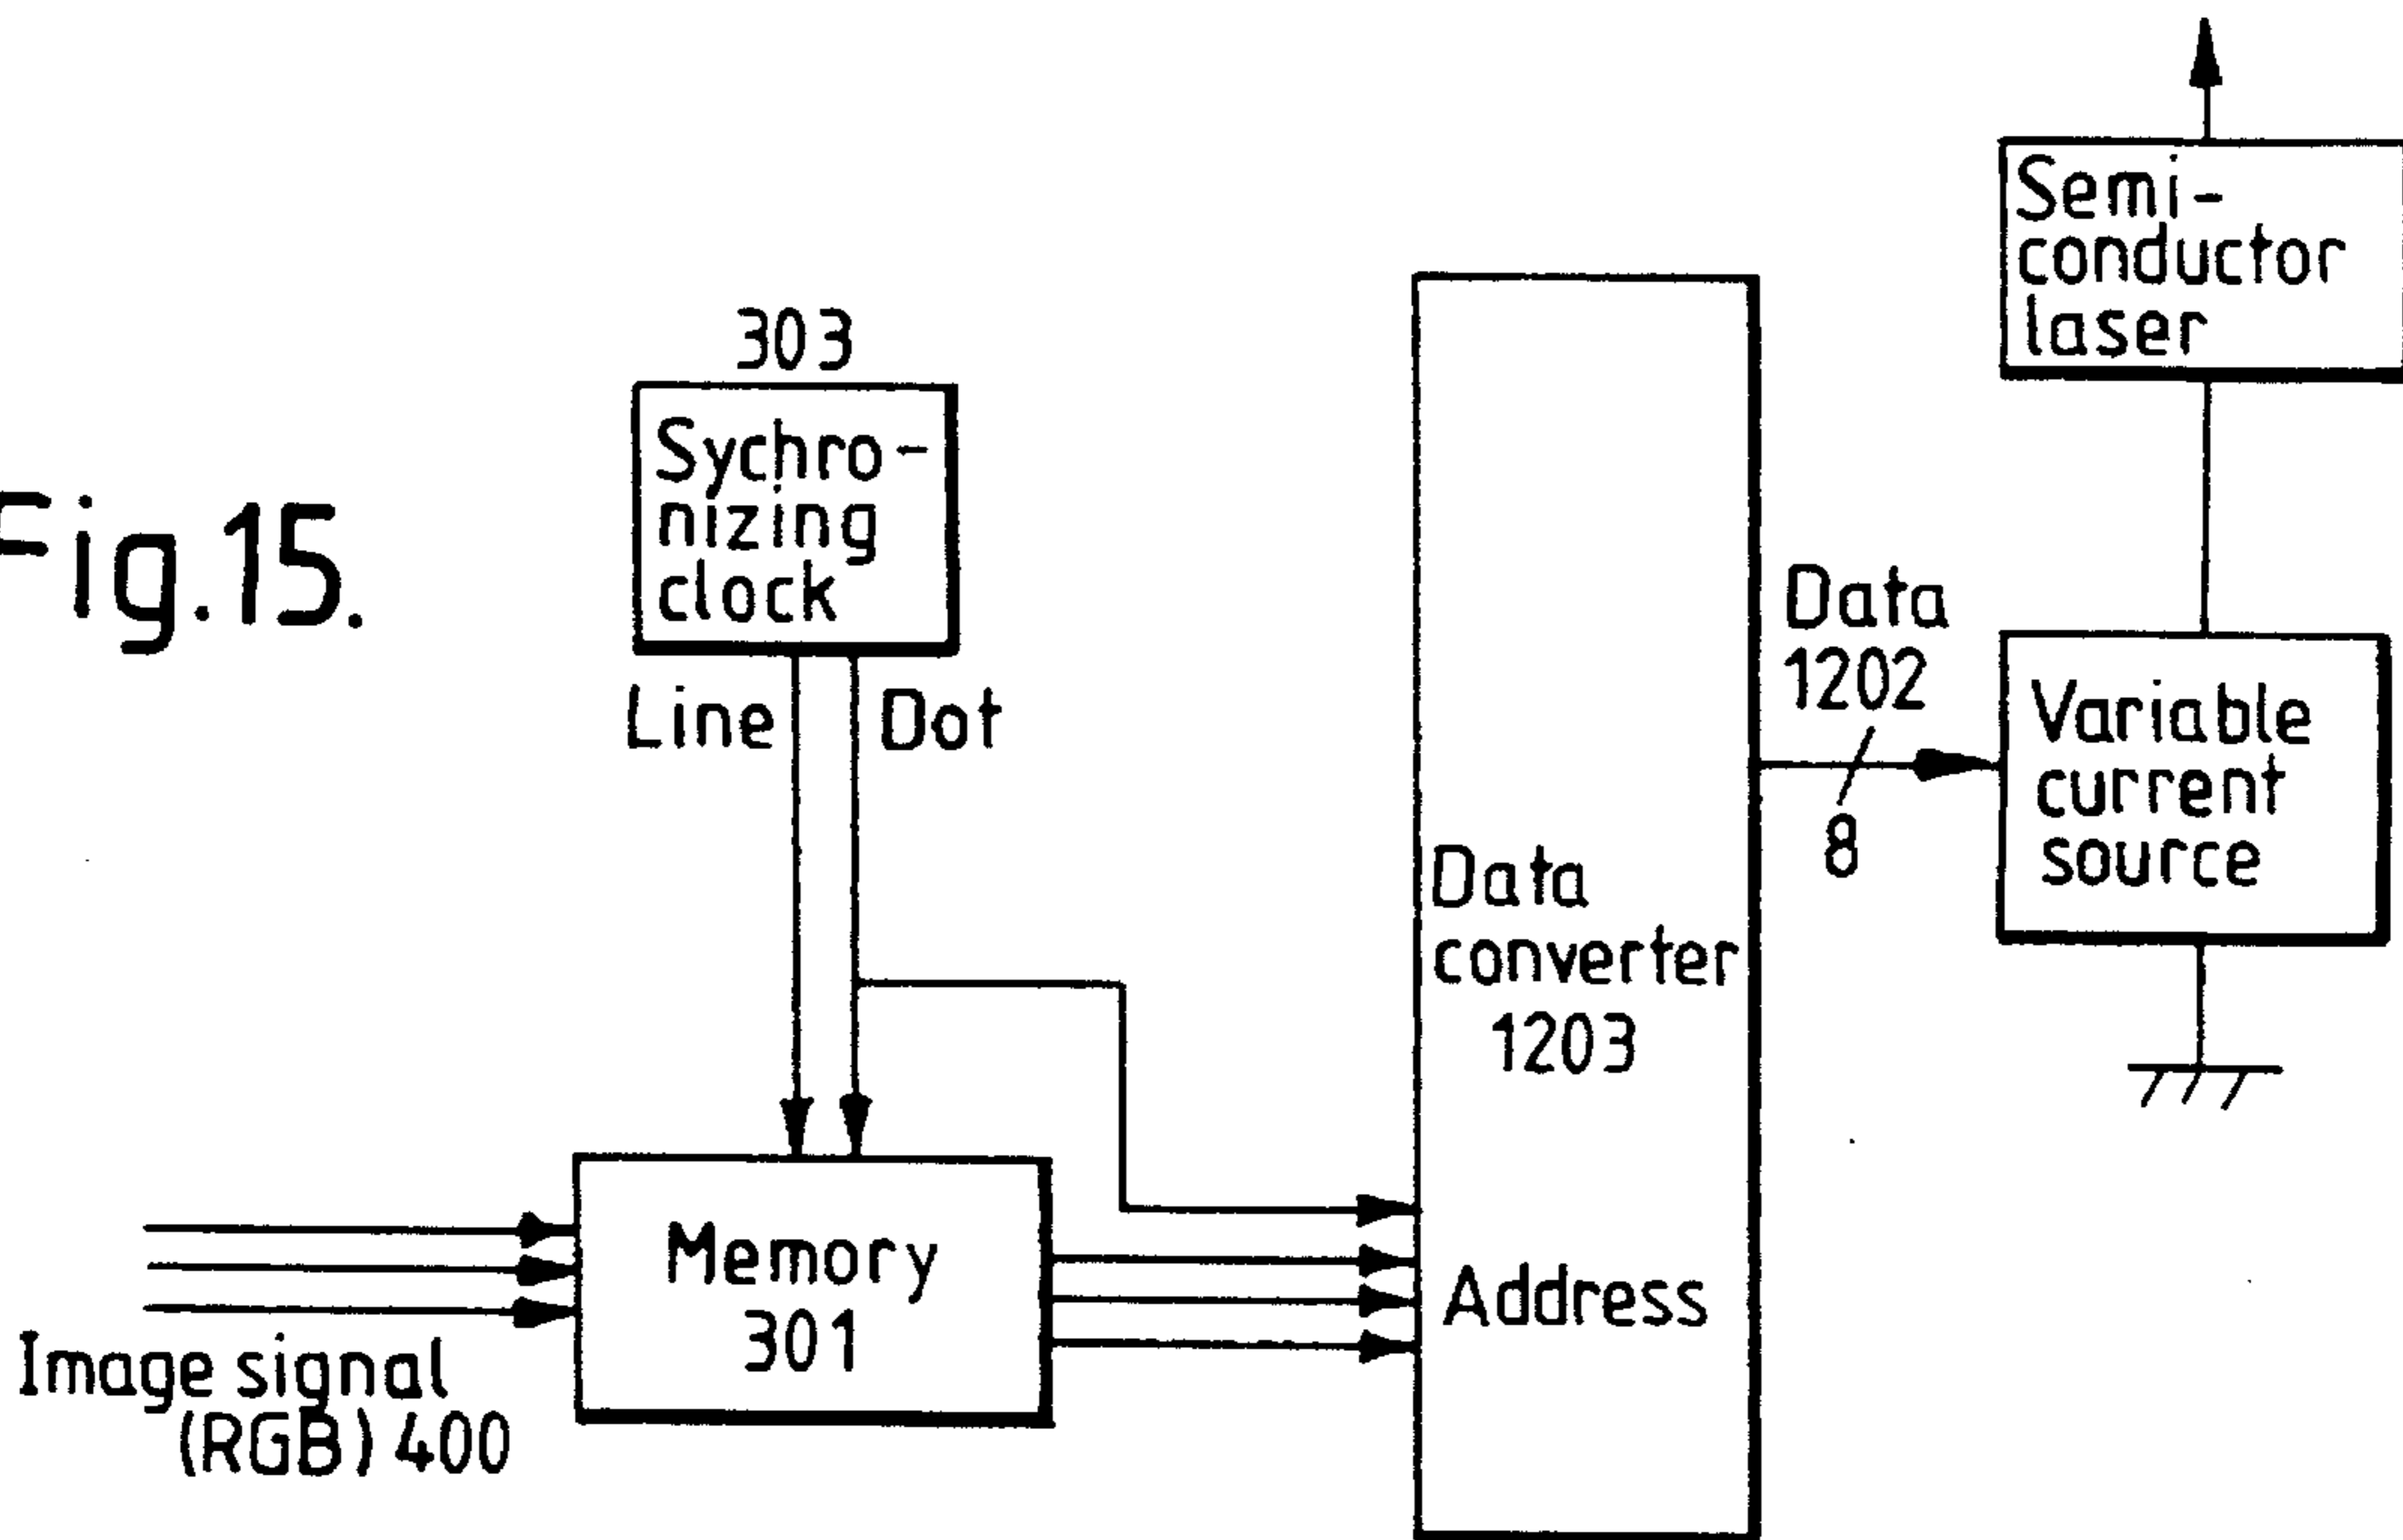 Fig.15.
303
Sychro-
nizing
clock
Line
Dot
Image signal
(RGB) 400
Memory
301
Data
converter
1203
Address
Data
1202
8
Semi-
conductor
laser
Variable
current
source